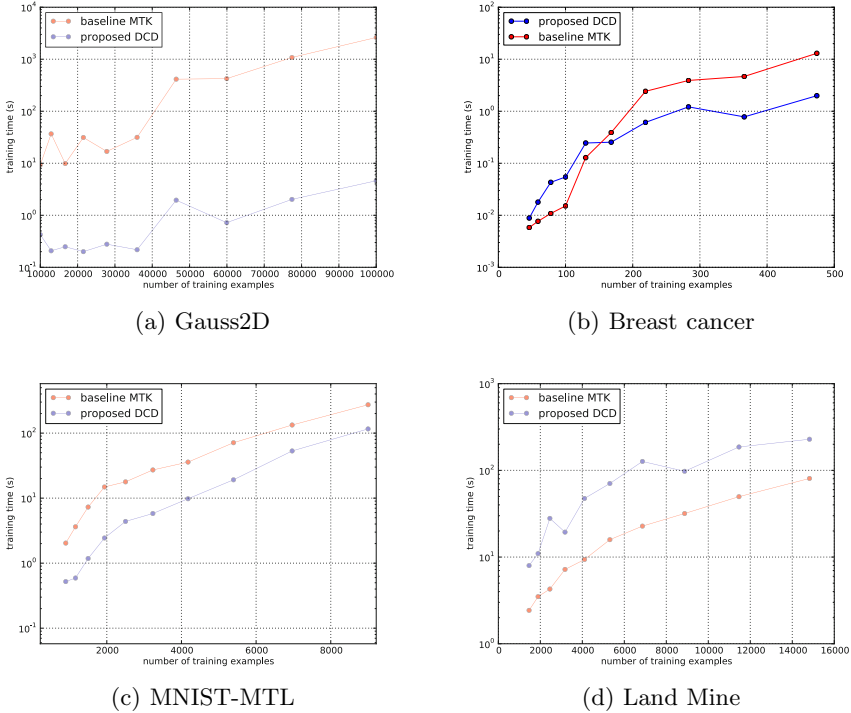 baseline MTK
proposed DCD
10^4
10^3
10^2
10^1
10^0
10^-1
training time (s)
10000 20000 30000 40000 50000 60000 70000 80000 90000 100000
number of training examples
(a) Gauss2D
proposed DCD
baseline MTK
10^2
10^1
10^0
10^-1
10^-2
10^-3
training time (s)
0 100 200 300 400 500
number of training examples
(b) Breast cancer
baseline MTK
proposed DCD
10^2
10^1
10^0
10^-1
training time (s)
2000 4000 6000 8000
number of training examples
(c) MNIST-MTL
baseline MTK
proposed DCD
10^3
10^2
10^1
10^0
training time (s)
0 2000 4000 6000 8000 10000 12000 14000 16000
number of training examples
(d) Land Mine